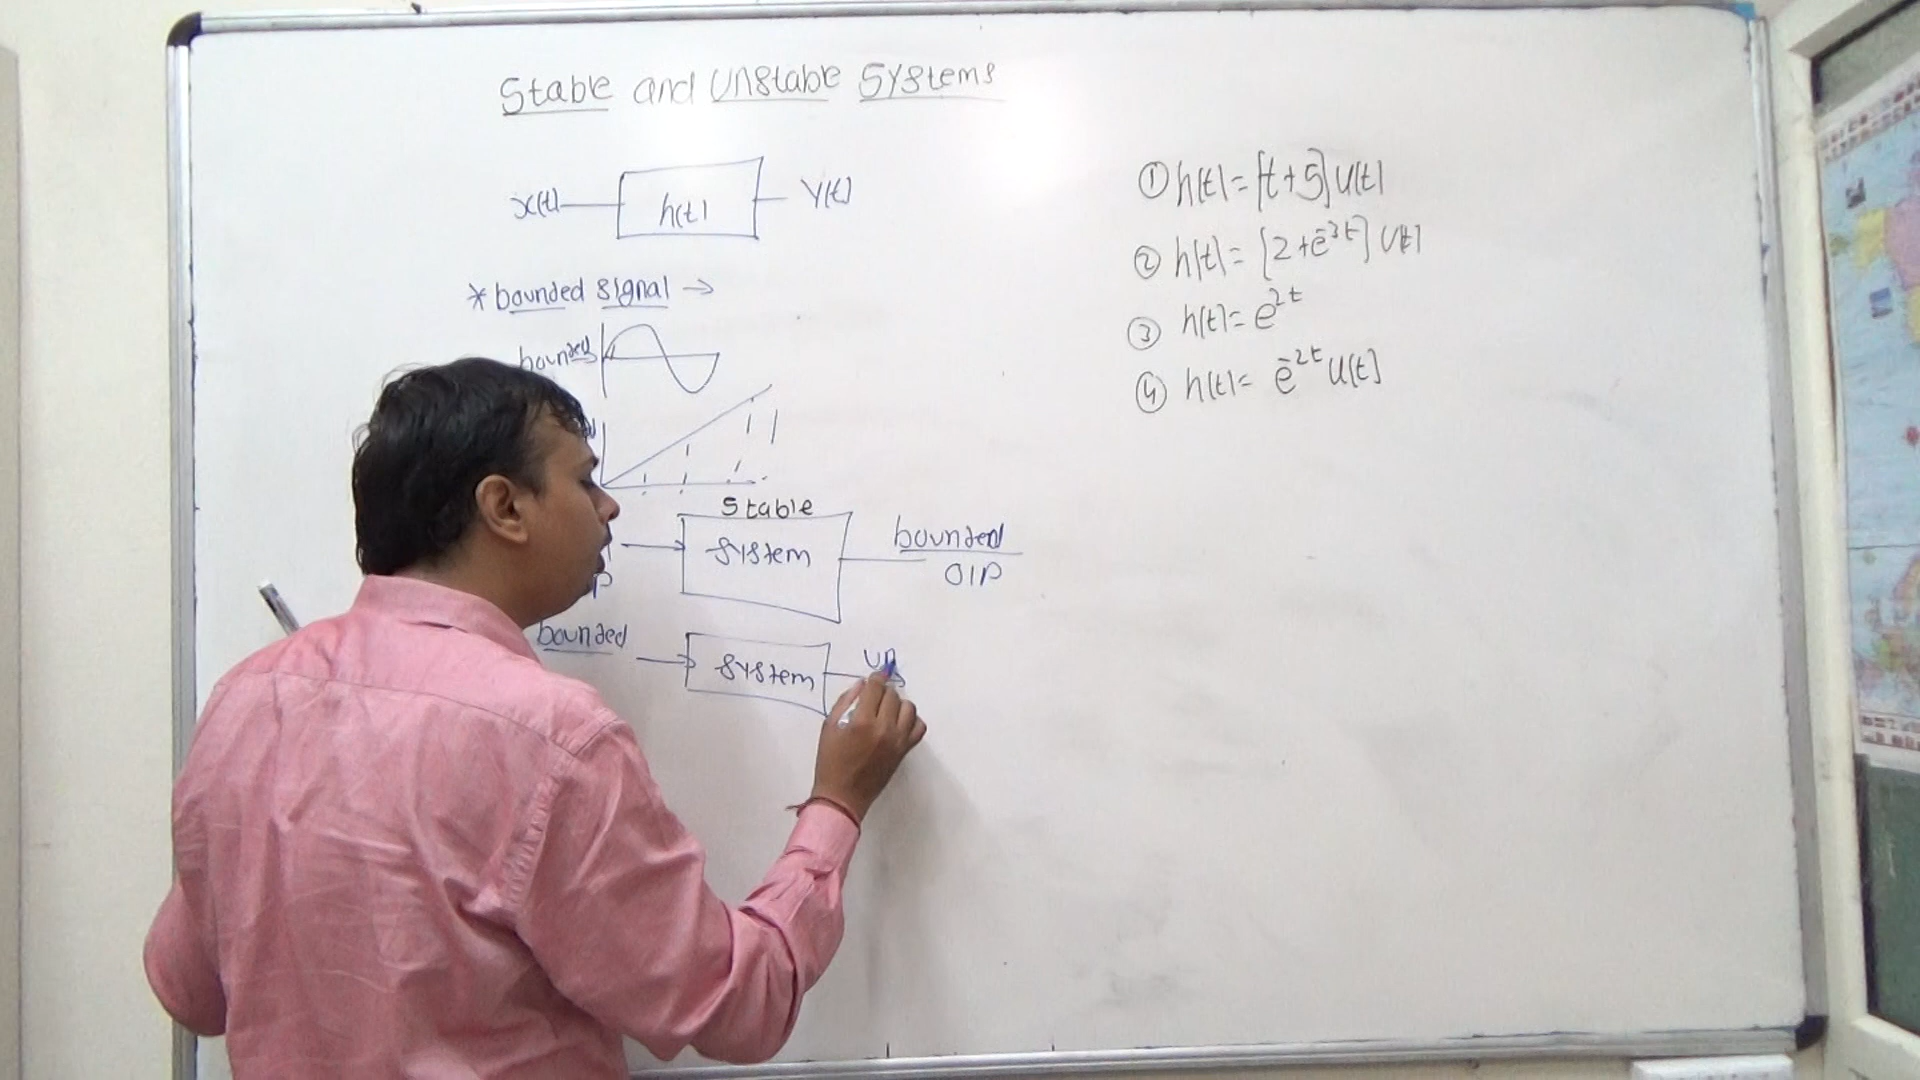 Stable and Unstable Systems
x(t) h(t) y(t)
* bounded signal →
bounded
Stable
System
bounded
O/P
bounded
System
Un
① h(t) = [t+5]u(t)
② h(t) = [2+e^-3t] u(t)
③ h(t) = e^2t
④ h(t) = e^-2t u(t)